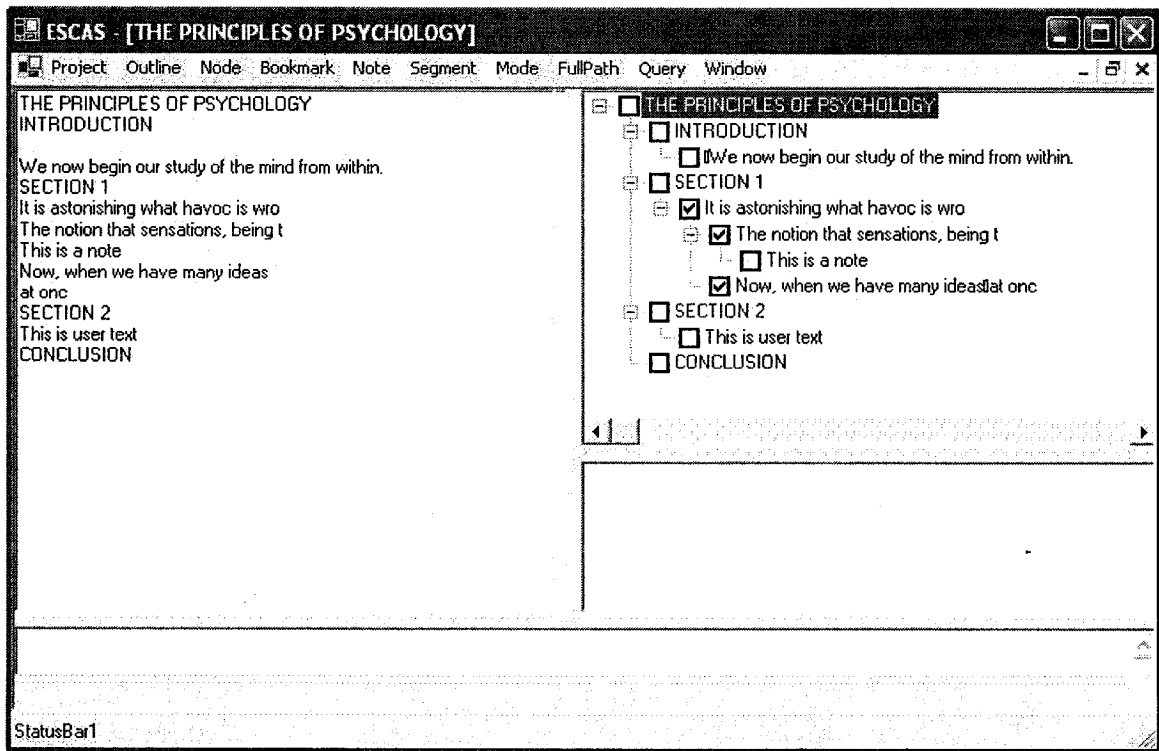 ESCAS - [THE PRINCIPLES OF PSYCHOLOGY]
Project Outline Node Bookmark Note Segment Mode FullPath Query Window
THE PRINCIPLES OF PSYCHOLOGY
INTRODUCTION
We now begin our study of the mind from within.
SECTION 1
It is astonishing what havoc is wro
The notion that sensations, being t
This is a note
Now, when we have many ideas
at onc
SECTION 2
This is user text
CONCLUSION
THE PRINCIPLES OF PSYCHOLOGY
INTRODUCTION
We now begin our study of the mind from within.
SECTION 1
It is astonishing what havoc is wro
The notion that sensations, being t
This is a note
Now, when we have many ideas▯at onc
SECTION 2
This is user text
CONCLUSION
StatusBar1